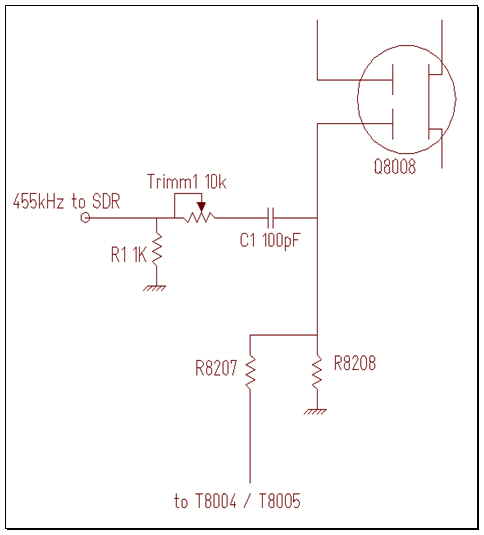 Q8008
Trimm1 10k
455kHz to SDR
C1 100pF
R1 1K
R8207
R8208
to T8004 / T8005